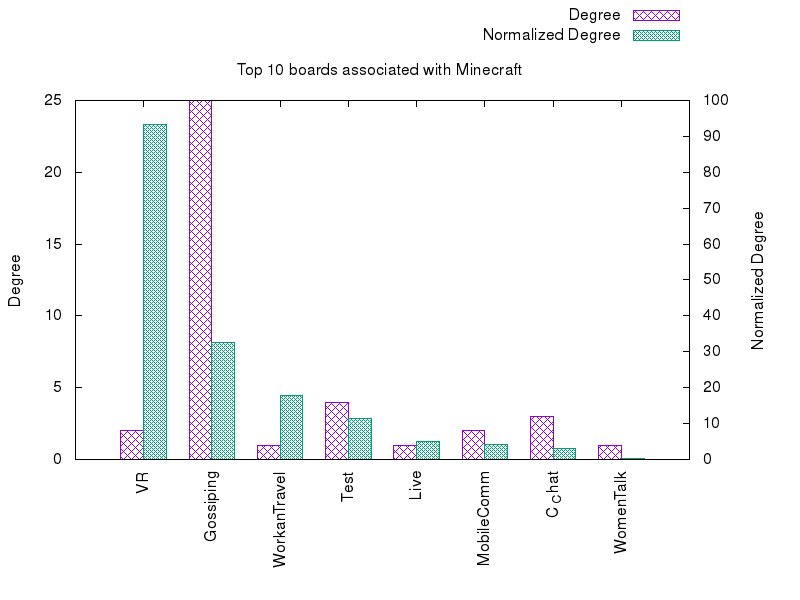 Degree
Normalized Degree
Top 10 boards associated with Minecraft
25
20
15
10
5
0
100
90
80
70
60
50
40
30
20
10
0
Degree
Normalized Degree
VR
Gossiping
WorkanTravel
Test
Live
MobileComm
C Chat
WomenTalk